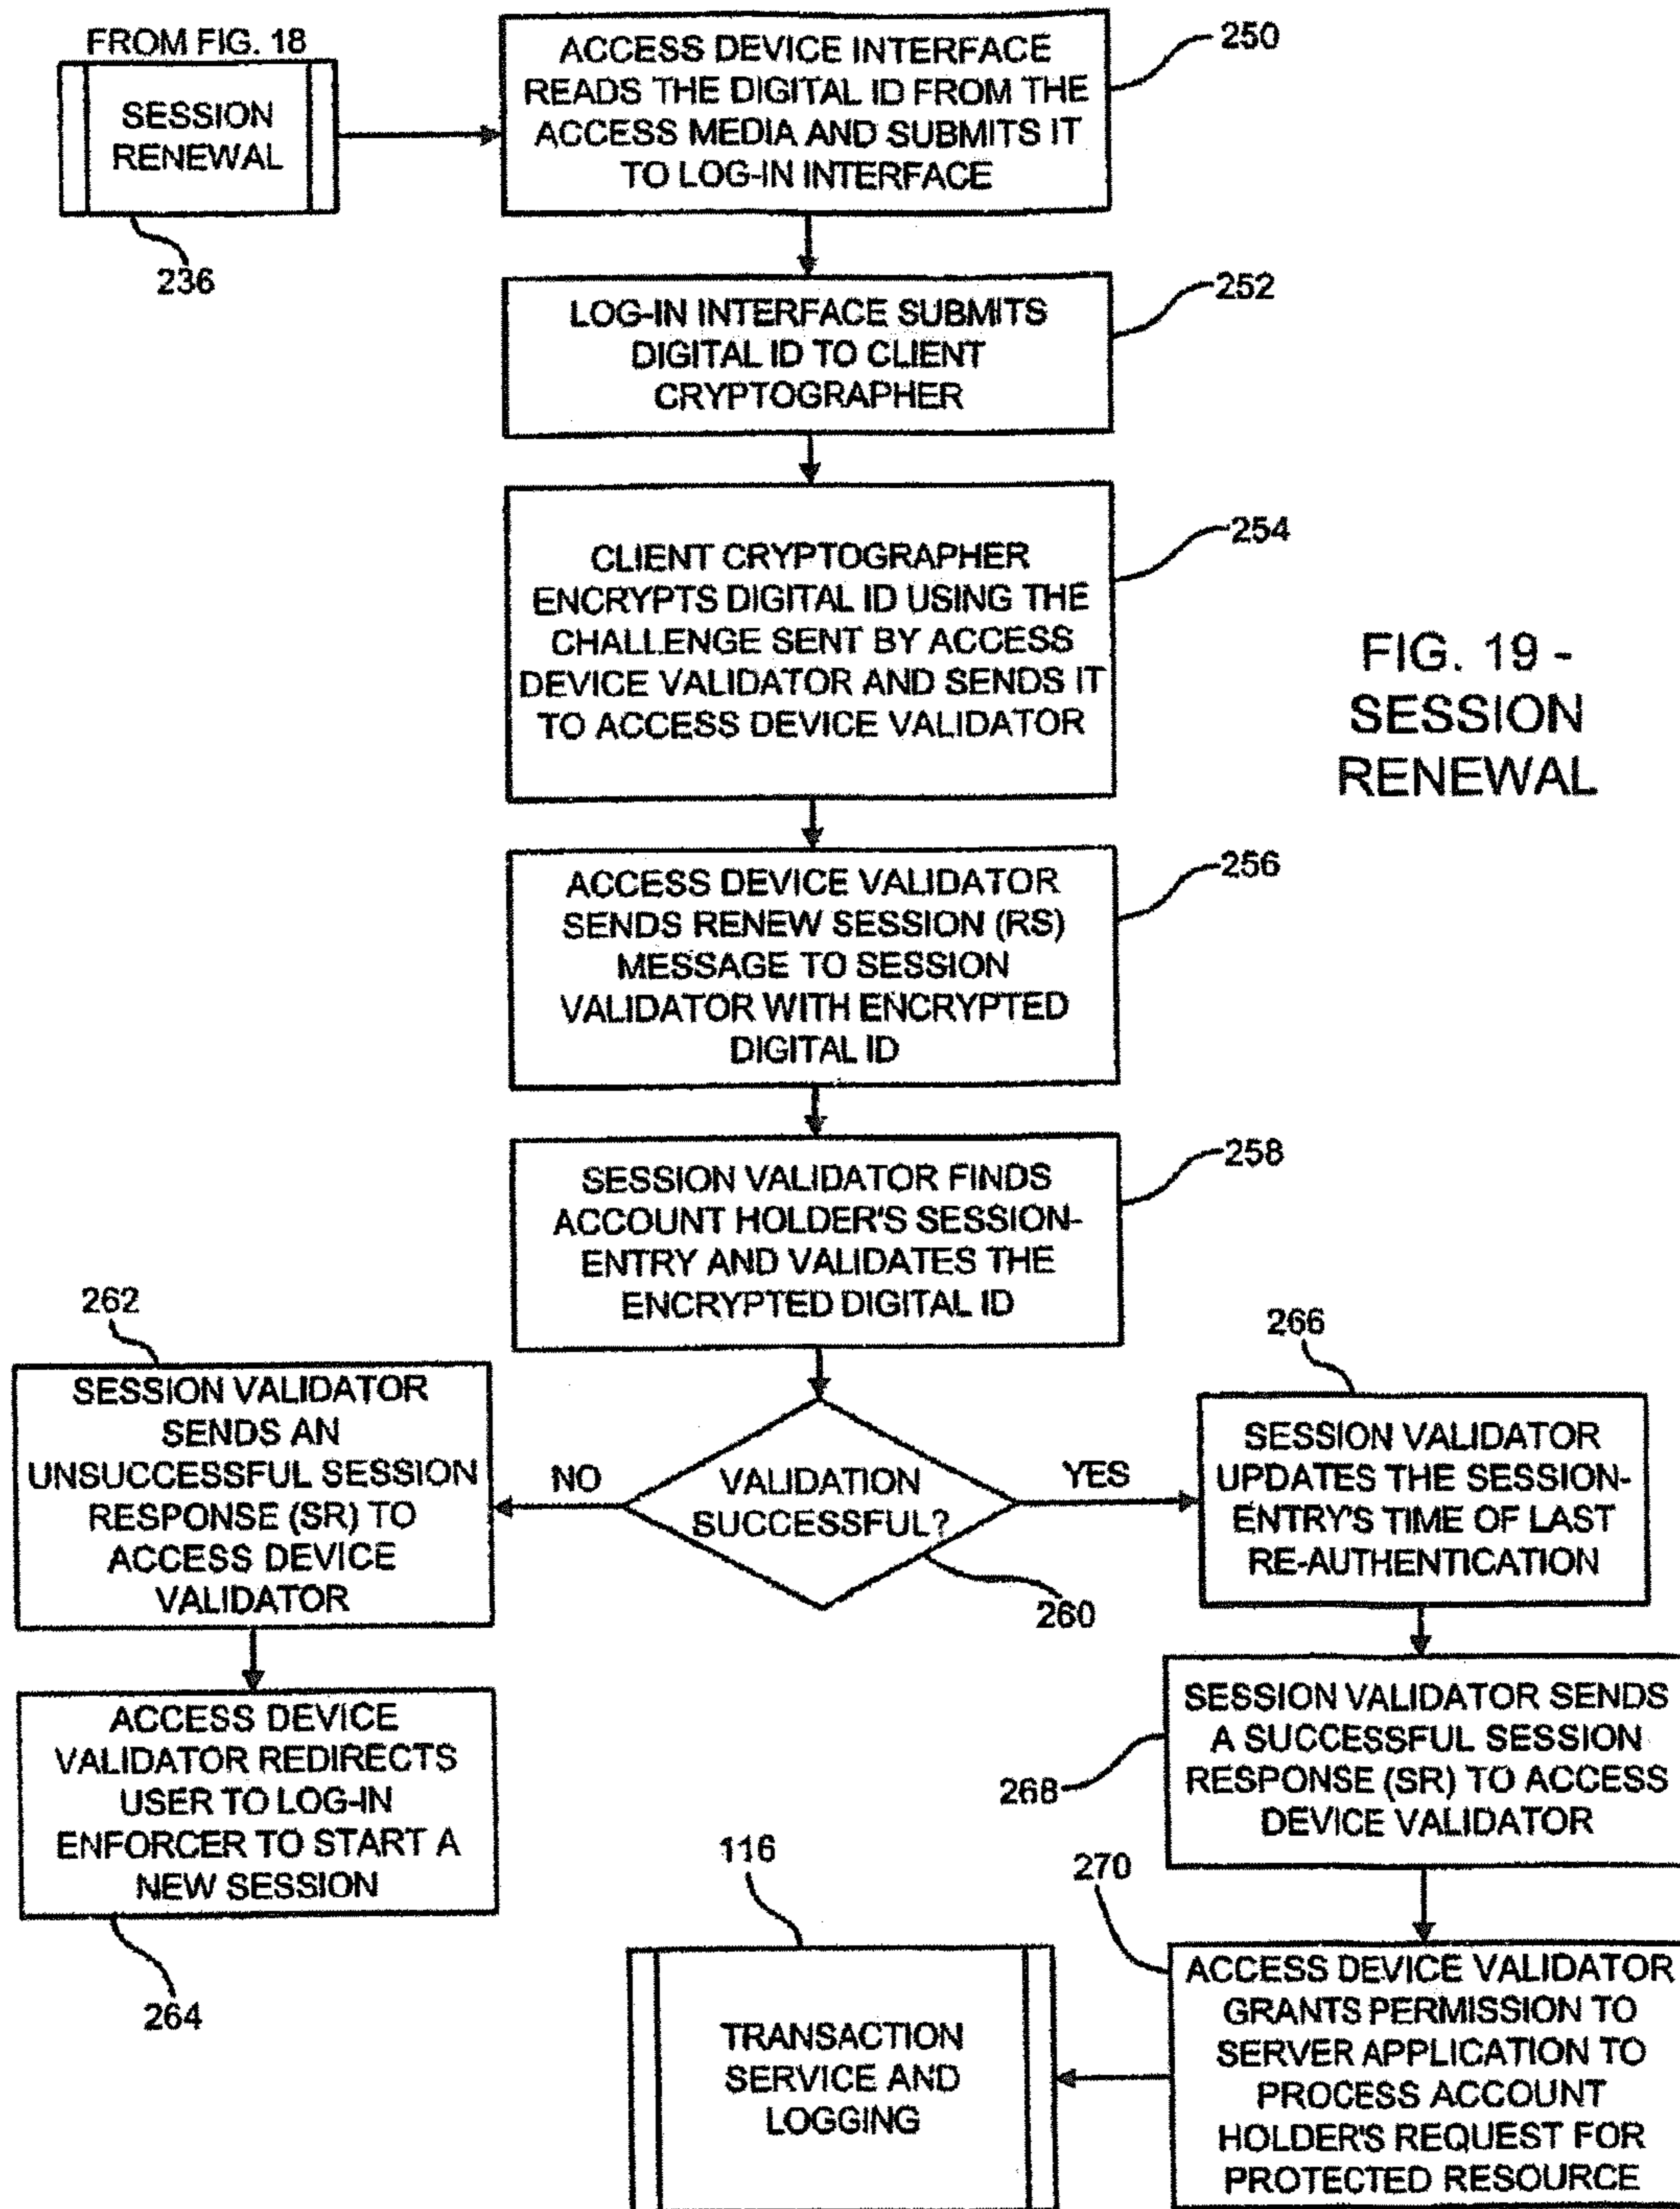 FROM FIG. 18
SESSION
RENEWAL
236
ACCESS DEVICE INTERFACE
READS THE DIGITAL ID FROM THE
ACCESS MEDIA AND SUBMITS IT
TO LOG-IN INTERFACE
250
LOG-IN INTERFACE SUBMITS
DIGITAL ID TO CLIENT
CRYPTOGRAPHER
252
CLIENT CRYPTOGRAPHER
ENCRYPTS DIGITAL ID USING THE
CHALLENGE SENT BY ACCESS
DEVICE VALIDATOR AND SENDS IT
TO ACCESS DEVICE VALIDATOR
254
FIG. 19 -
SESSION
RENEWAL
ACCESS DEVICE VALIDATOR
SENDS RENEW SESSION (RS)
MESSAGE TO SESSION
VALIDATOR WITH ENCRYPTED
DIGITAL ID
256
SESSION VALIDATOR FINDS
ACCOUNT HOLDER'S SESSION-
ENTRY AND VALIDATES THE
ENCRYPTED DIGITAL ID
258
VALIDATION
SUCCESSFUL?
260
NO
YES
262
SESSION VALIDATOR
SENDS AN
UNSUCCESSFUL SESSION
RESPONSE (SR) TO
ACCESS DEVICE
VALIDATOR
ACCESS DEVICE
VALIDATOR REDIRECTS
USER TO LOG-IN
ENFORCER TO START A
NEW SESSION
264
266
SESSION VALIDATOR
UPDATES THE SESSION-
ENTRY'S TIME OF LAST
RE-AUTHENTICATION
SESSION VALIDATOR SENDS
A SUCCESSFUL SESSION
RESPONSE (SR) TO ACCESS
DEVICE VALIDATOR
268
270
ACCESS DEVICE VALIDATOR
GRANTS PERMISSION TO
SERVER APPLICATION TO
PROCESS ACCOUNT
HOLDER'S REQUEST FOR
PROTECTED RESOURCE
116
TRANSACTION
SERVICE AND
LOGGING